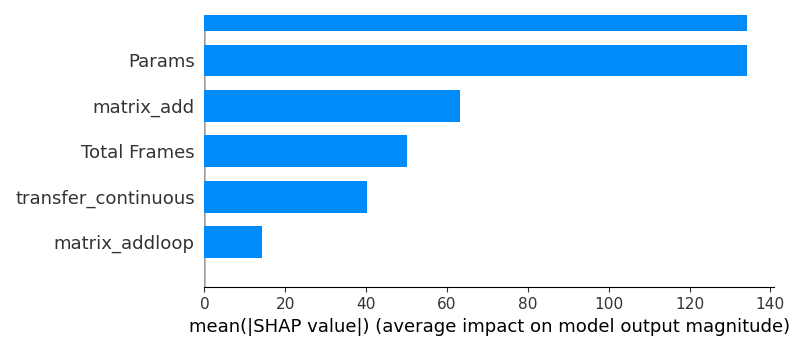 Params
matrix_add
Total Frames
transfer_continuous
matrix_addloop
0 20 40 60 80 100 120 140
mean(|SHAP value|) (average impact on model output magnitude)